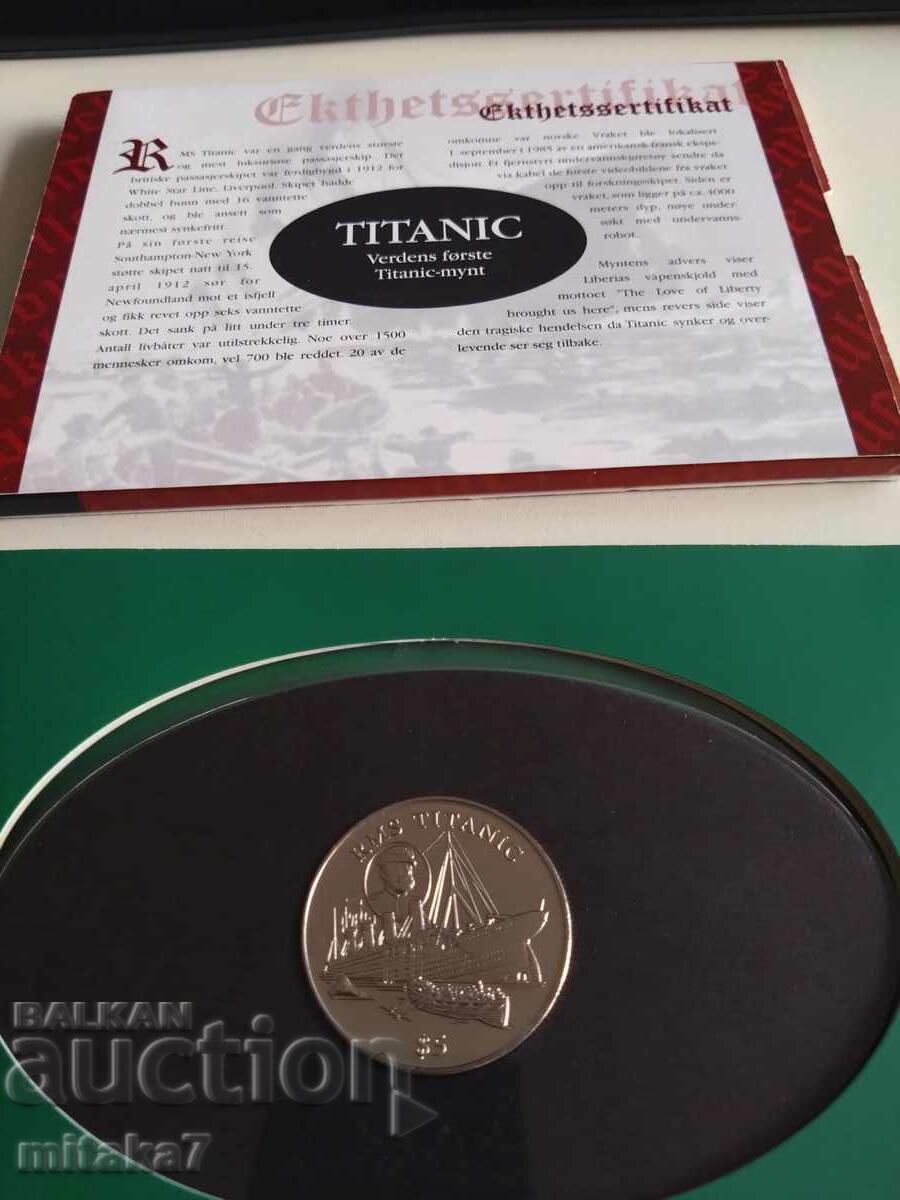 Ekthetssertifikat
Ekthetssertifikat
RMS Titanic var en gang verdens største
og mest luksuriøse passasjerskip. Det
britiske passasjerskipet var ferdigbygd i 1912 for
White Star Line, Liverpool. Skipet hadde
dobbel bunn med 16 vanntette
skott, og ble ansett som
nærmest synkefritt.
På sin første reise
Southampton-New York
støtte skipet natt til 15.
april 1912 sør for
Newfoundland mot et isfjell
og fikk revet opp seks vanntette
skott. Det sank på litt under tre timer.
Antall livbåter var utilstrekkelig. Noe over 1500
mennesker omkom, vel 700 ble reddet. 20 av de
TITANIC
Verdens første
Titanic-mynt
omkomne var norske. Vraket ble lokalisert
1. september i 1985 av en amerikansk-fransk ekspe-
disjon. Et fjernstyrt undervannskjøretøy sendte da
via kabel de første videobildene fra vraket
opp til forskningsskipet. Siden er
vraket, som ligger på ca. 4000
meters dyp, nøye under-
søkt med undervanns-
robot.
Myntens advers viser
Liberias våpenskjold med
mottoet "The Love of Liberty
brought us here", mens revers side viser
den tragiske hendelsen da Titanic synker og over-
levende ser seg tilbake.
RMS TITANIC
$5
BALKAN
auction
mitaka7